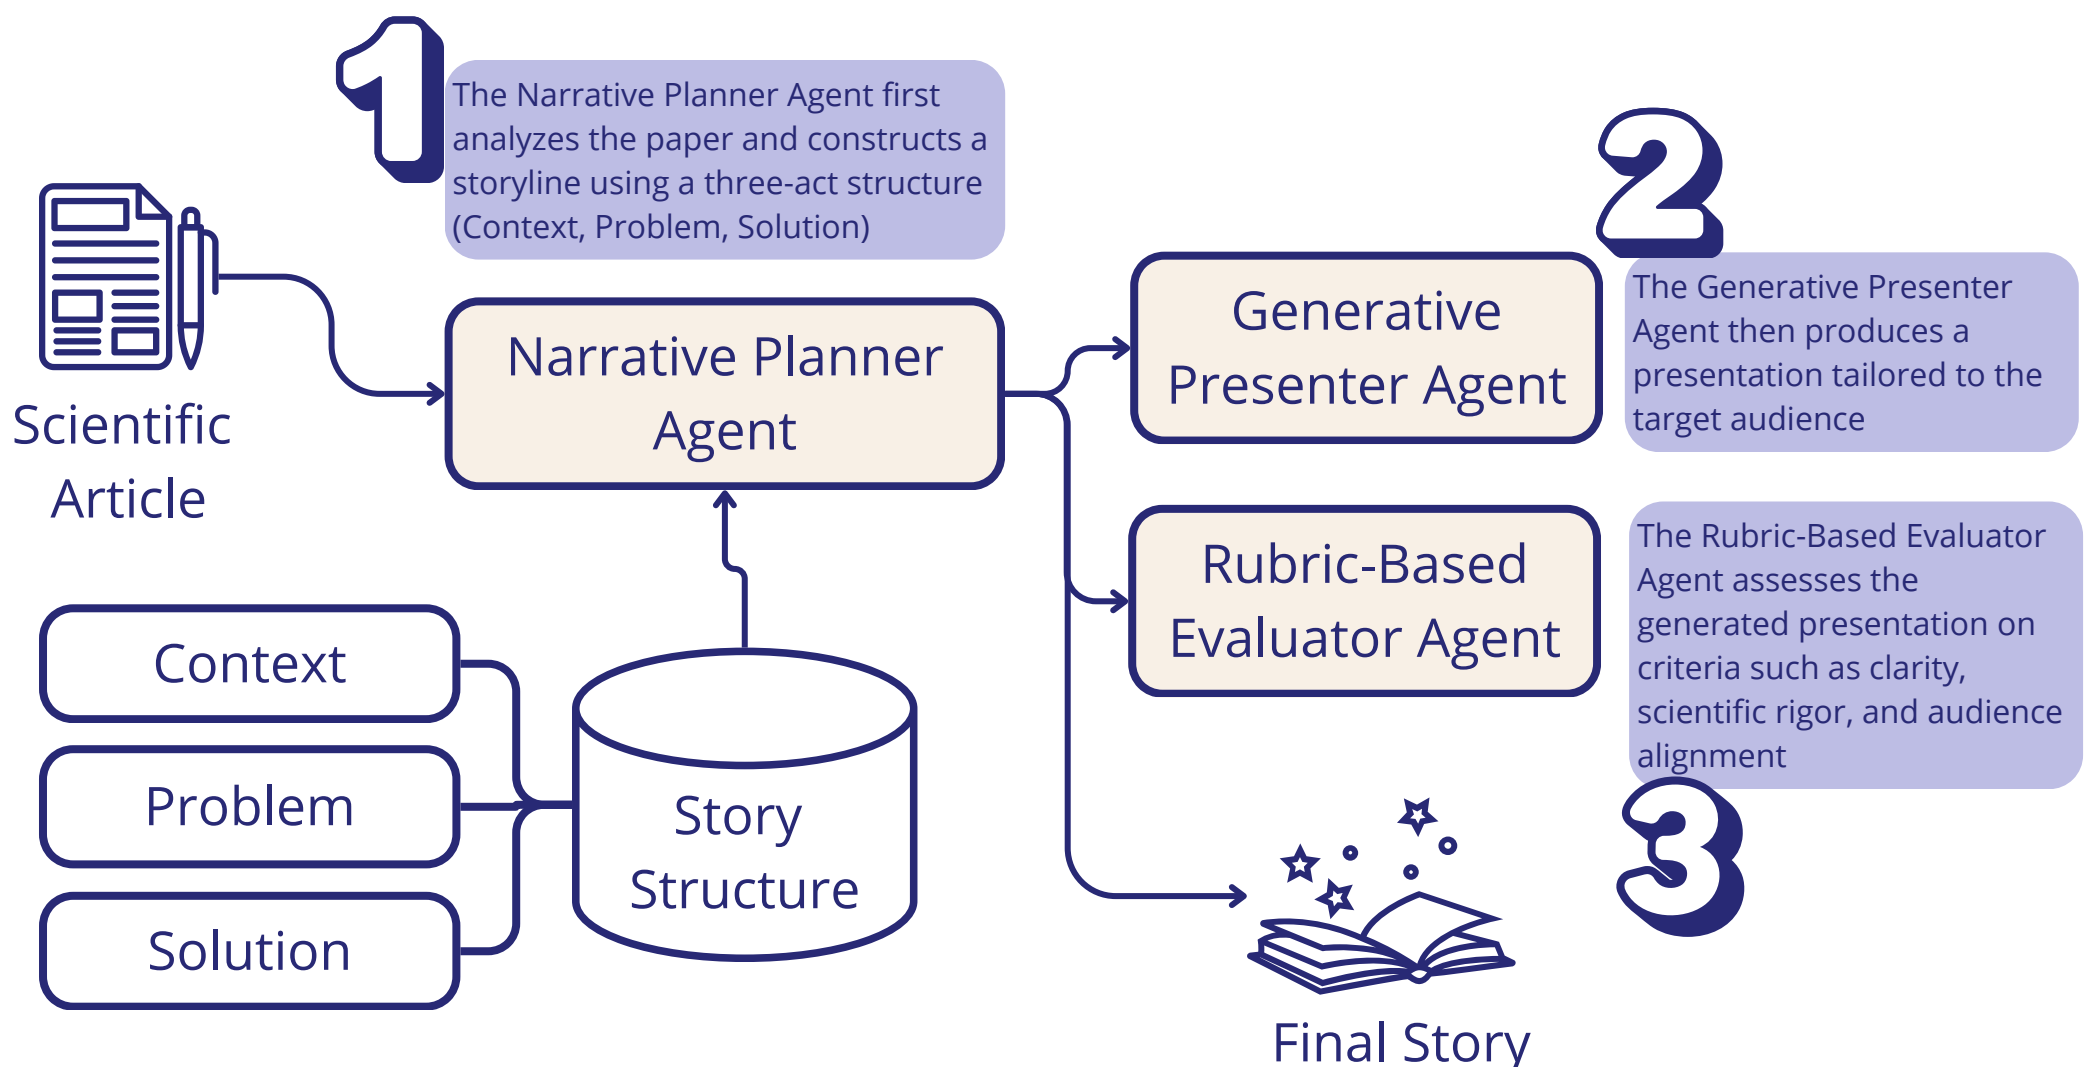 1
The Narrative Planner Agent first
analyzes the paper and constructs a
storyline using a three-act structure
(Context, Problem, Solution)
Scientific
Article
Narrative Planner
Agent
Generative
Presenter Agent
2
The Generative Presenter
Agent then produces a
presentation tailored to the
target audience
Rubric-Based
Evaluator Agent
The Rubric-Based Evaluator
Agent assesses the
generated presentation on
criteria such as clarity,
scientific rigor, and audience
alignment
3
Context
Problem
Solution
Story
Structure
Final Story